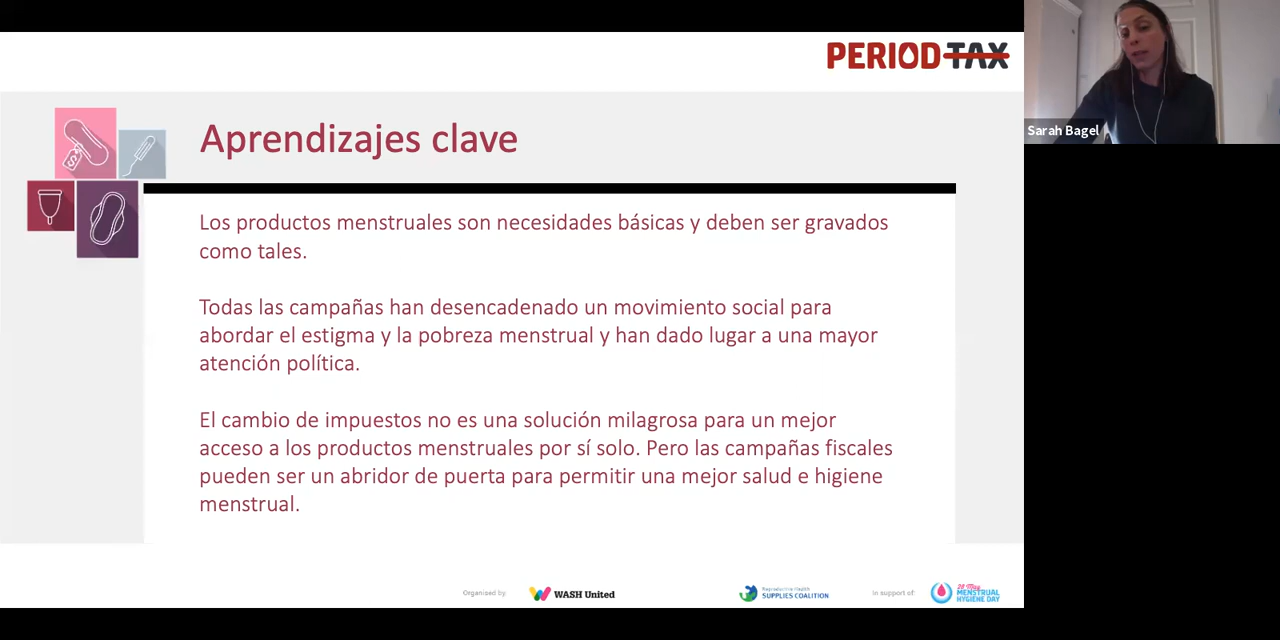 PERIOD TAX
Sarah Bagel
Aprendizajes clave
Los productos menstruales son necesidades básicas y deben ser gravados
como tales.
Todas las campañas han desencadenado un movimiento social para
abordar el estigma y la pobreza menstrual y han dado lugar a una mayor
atención política.
El cambio de impuestos no es una solución milagrosa para un mejor
acceso a los productos menstruales por sí solo. Pero las campañas fiscales
pueden ser un abridor de puerta para permitir una mejor salud e higiene
menstrual.
Organised by:
WASH United
Reproductive Health
SUPPLIES COALITION
In support of:
28 May
MENSTRUAL
HYGIENE DAY
$